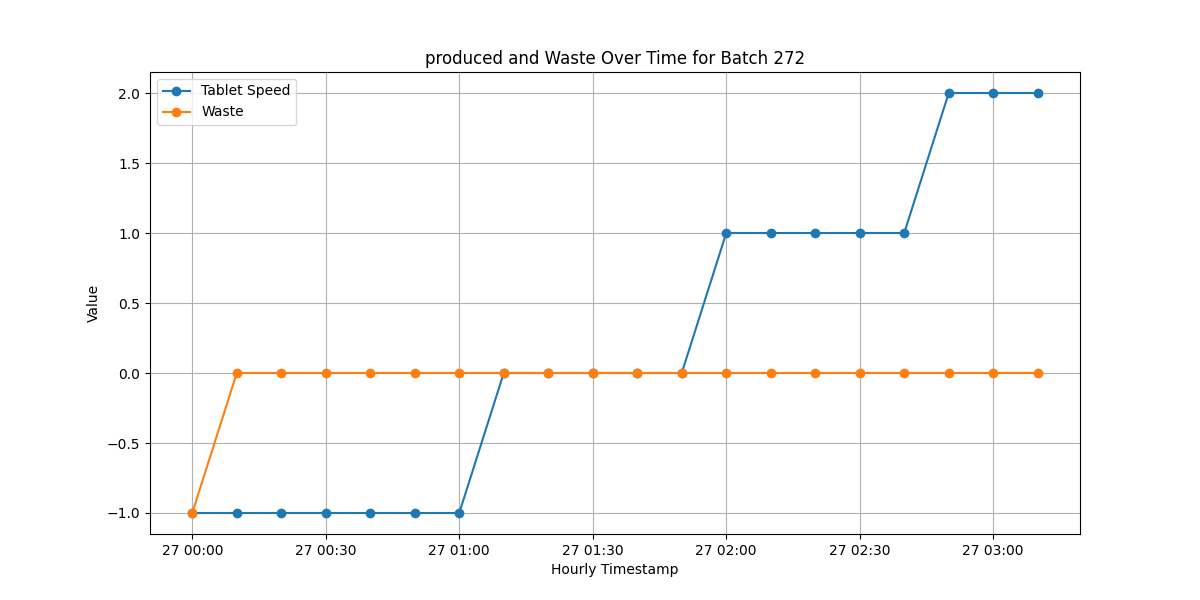 produced and Waste Over Time for Batch 272
Tablet Speed
Waste
Value
2.0
1.5
1.0
0.5
0.0
−0.5
−1.0
27 00:00 27 00:30 27 01:00 27 01:30 27 02:00 27 02:30 27 03:00
Hourly Timestamp